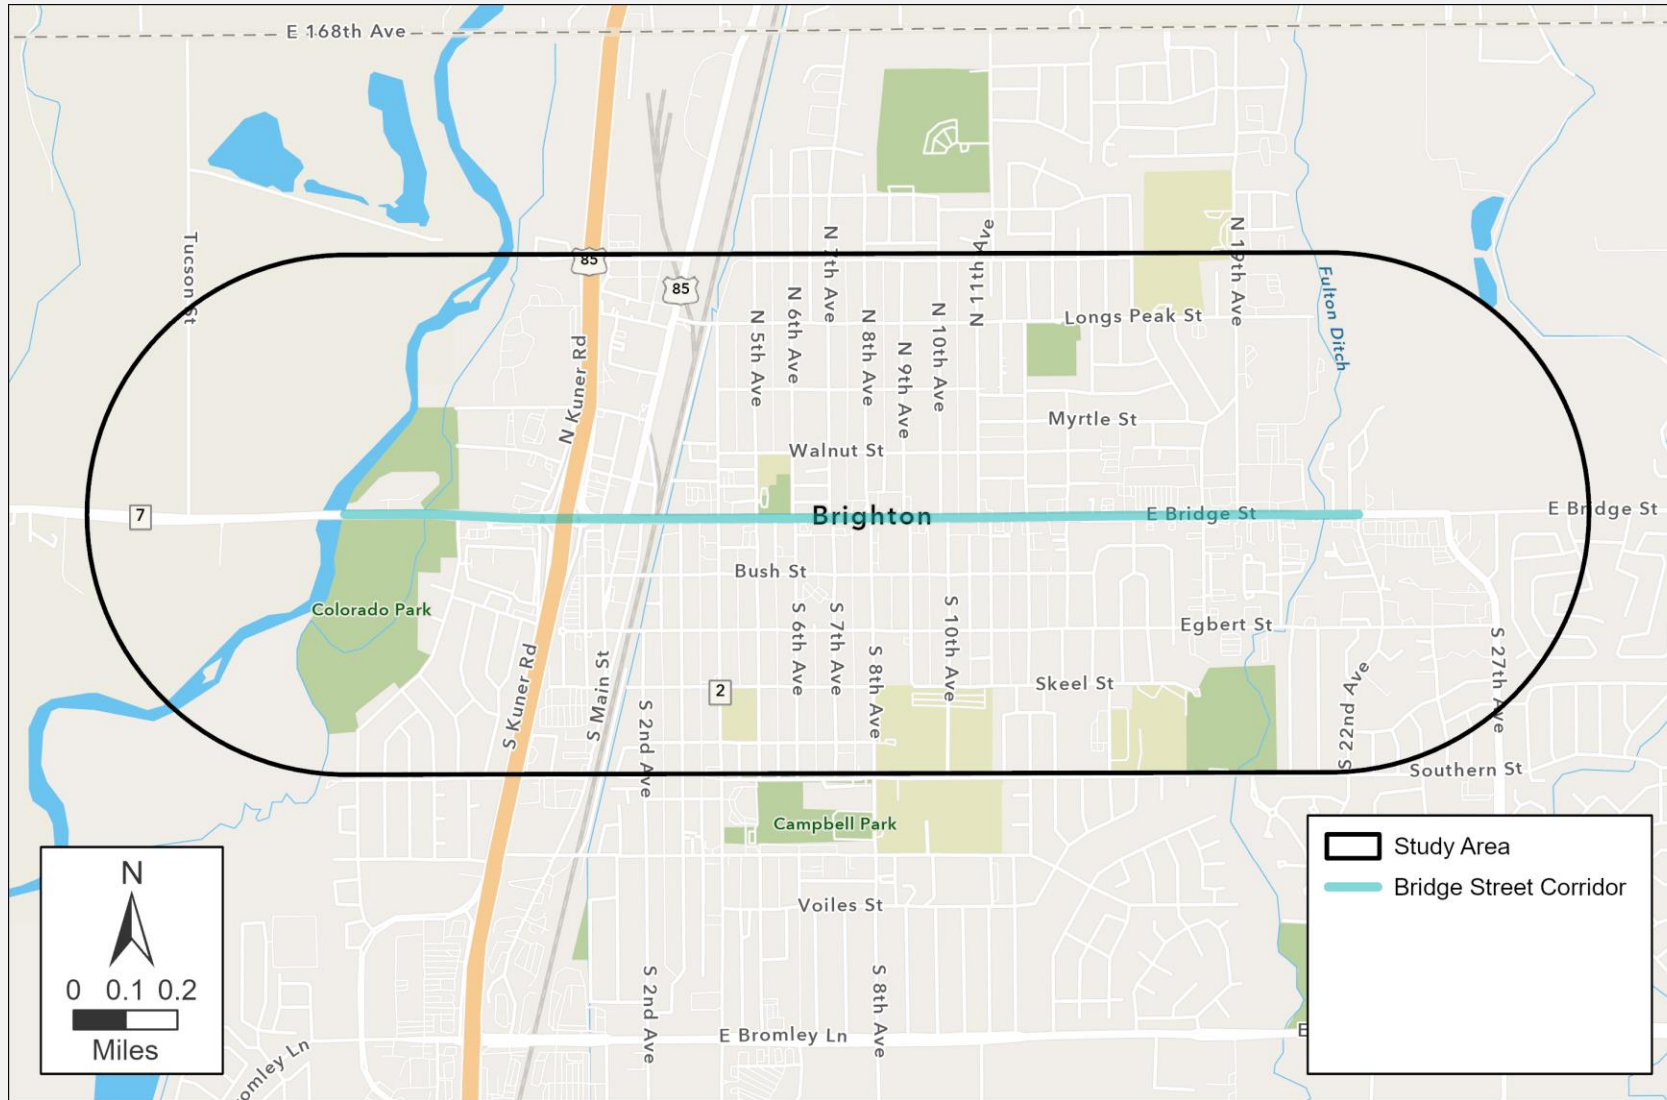 E 168th Ave
Tucson St
85
85
N Kuner Rd
N 5th Ave
N 6th Ave
N 7th Ave
N 8th Ave
N 9th Ave
N 10th Ave
N 11th Ave
N 19th Ave
Fulton Ditch
Longs Peak St
Myrtle St
Walnut St
7
Brighton
E Bridge St
E Bridge St
Bush St
Colorado Park
Egbert St
S 6th Ave
S 7th Ave
S 8th Ave
S 10th Ave
S Kuner Rd
S Main St
2
S 2nd Ave
Skeel St
S 22nd Ave
S 27th Ave
Southern St
Campbell Park
Voiles St
S 2nd Ave
S 8th Ave
E Bromley Ln
E
omley Ln
N
0 0.1 0.2
Miles
Study Area
Bridge Street Corridor